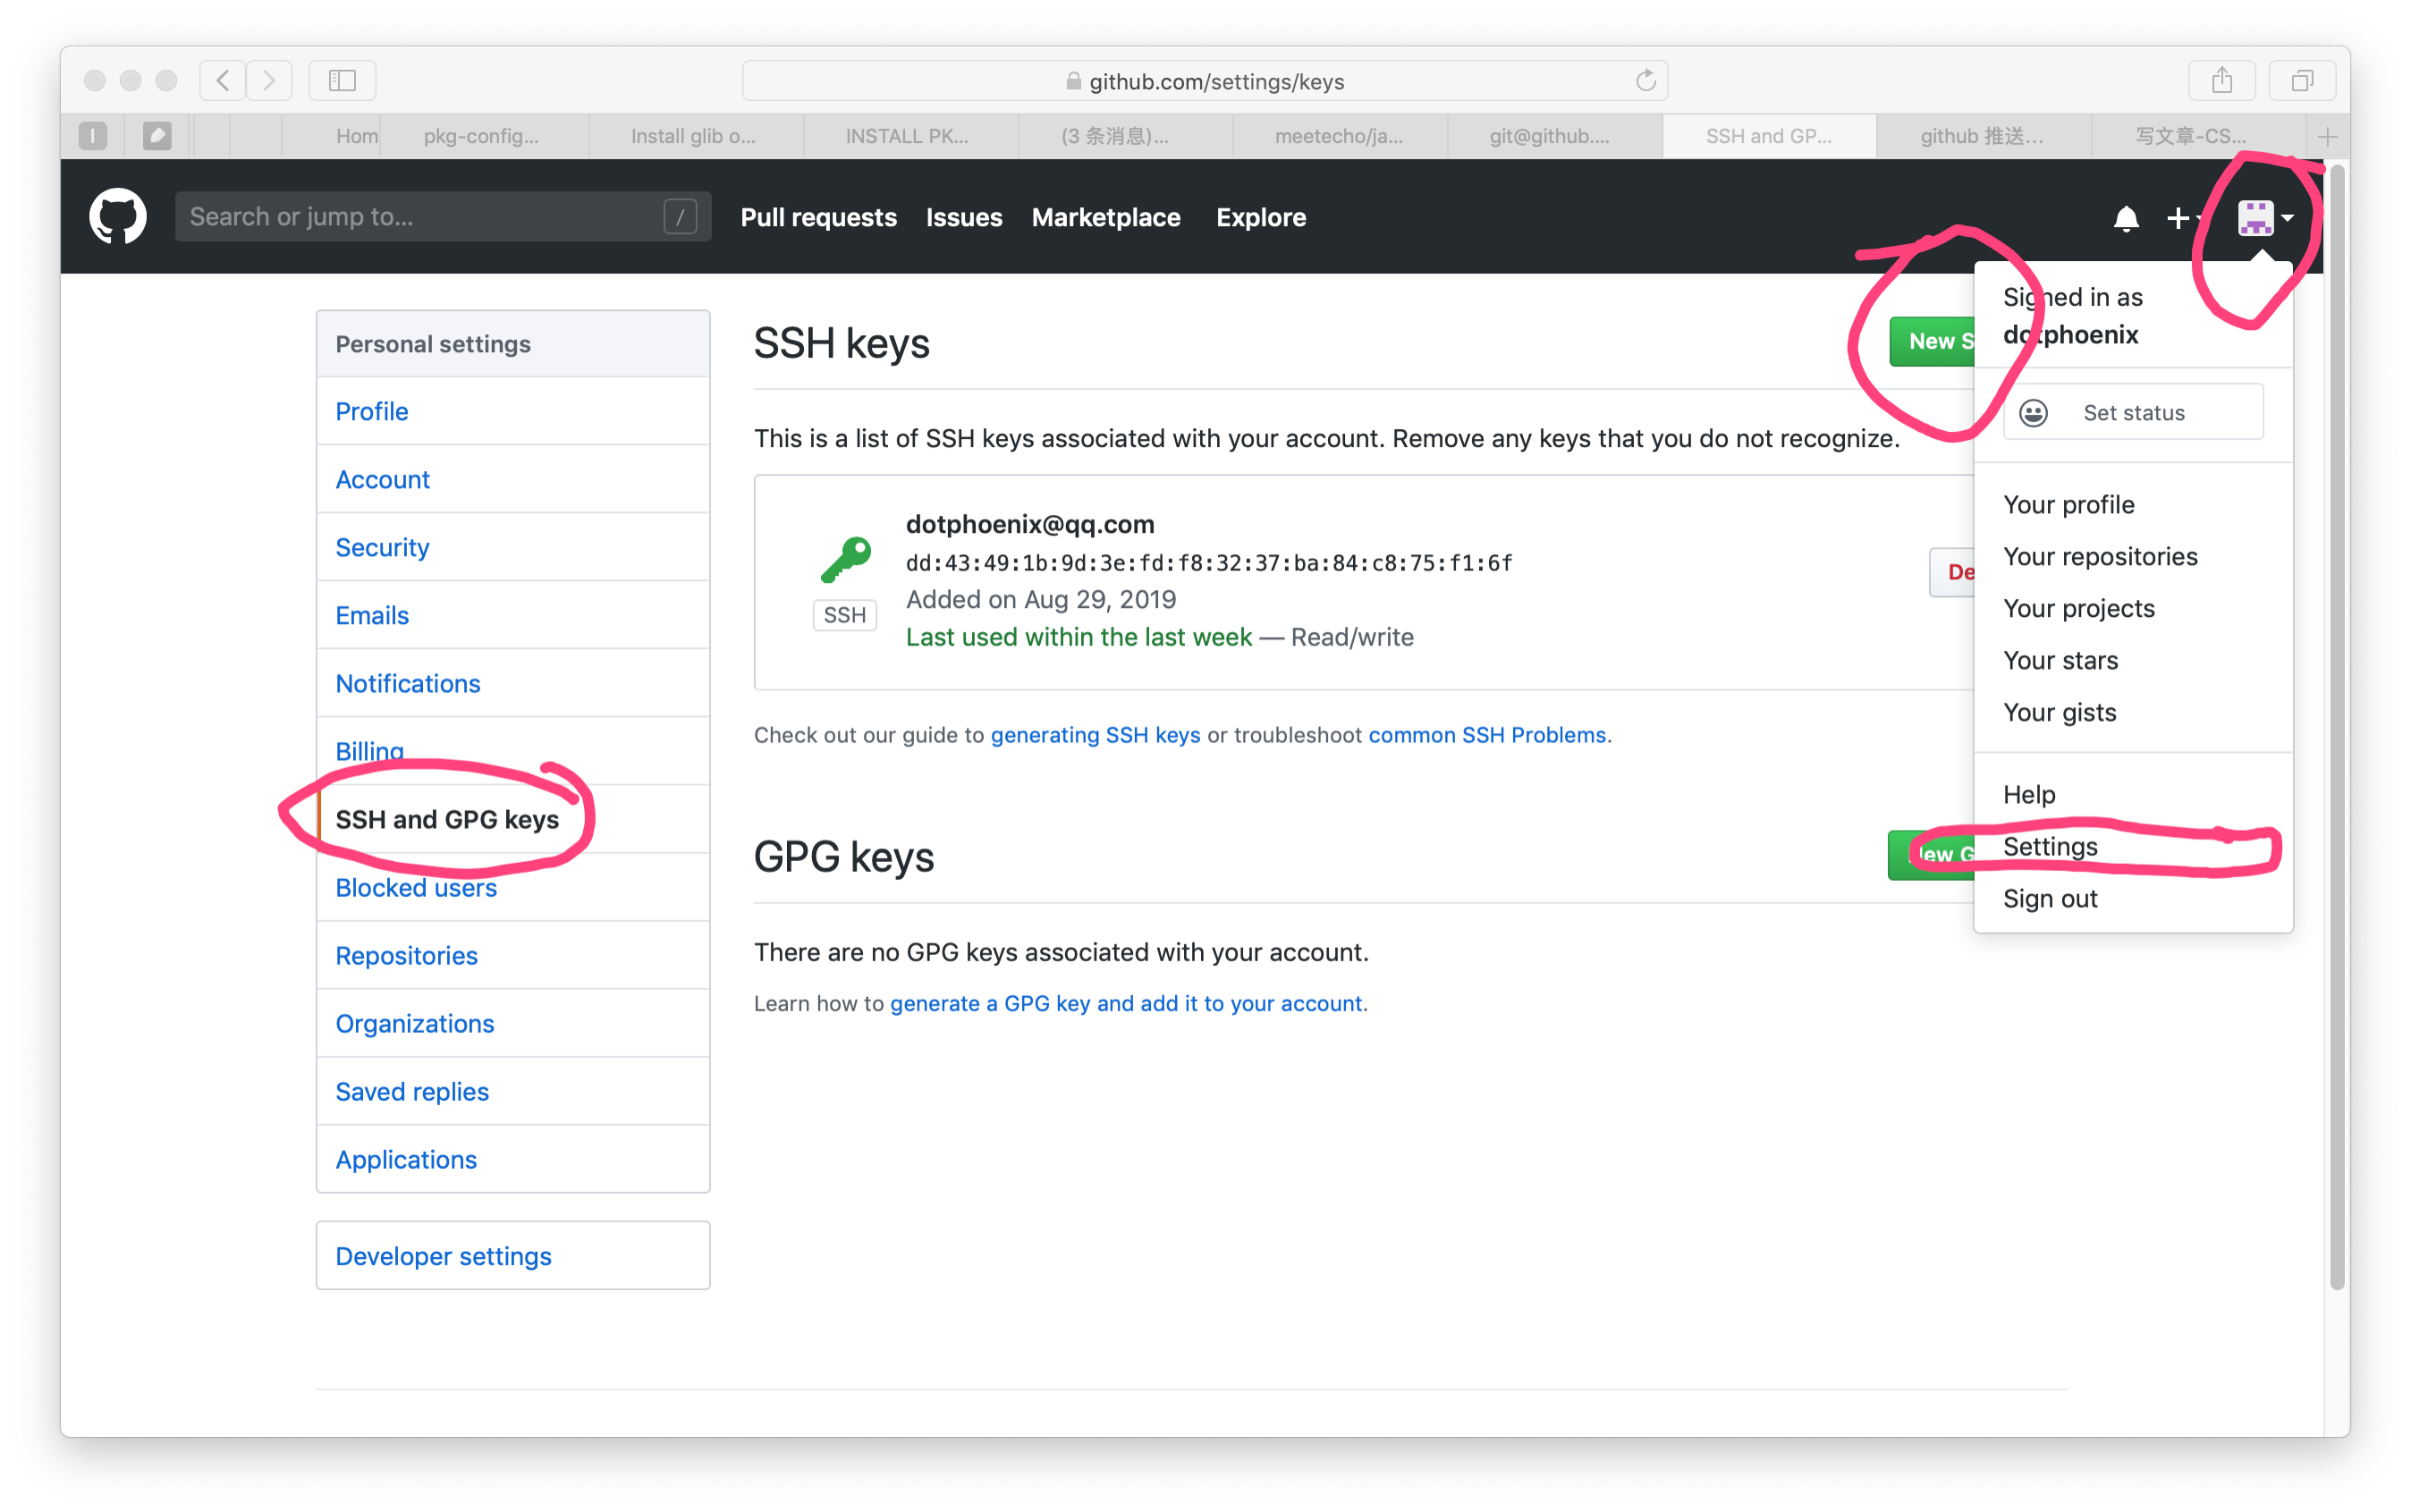 github.com/settings/keys
Hom
pkg-config...
Install glib o...
INSTALL PK...
(3 条消息)...
meetecho/ja...
git@github....
SSH and GP...
github 推送...
写文章-CS...
Search or jump to...
/
Pull requests
Issues
Marketplace
Explore
Personal settings
Profile
Account
Security
Emails
Notifications
Billing
SSH and GPG keys
Blocked users
Repositories
Organizations
Saved replies
Applications
Developer settings
SSH keys
New S
This is a list of SSH keys associated with your account. Remove any keys that you do not recognize.
dotphoenix@qq.com
dd:43:49:1b:9d:3e:fd:f8:32:37:ba:84:c8:75:f1:6f
Added on Aug 29, 2019
Last used within the last week — Read/write
SSH
De
Check out our guide to generating SSH keys or troubleshoot common SSH Problems.
GPG keys
New G
There are no GPG keys associated with your account.
Learn how to generate a GPG key and add it to your account.
Signed in as
dotphoenix
Set status
Your profile
Your repositories
Your projects
Your stars
Your gists
Help
Settings
Sign out